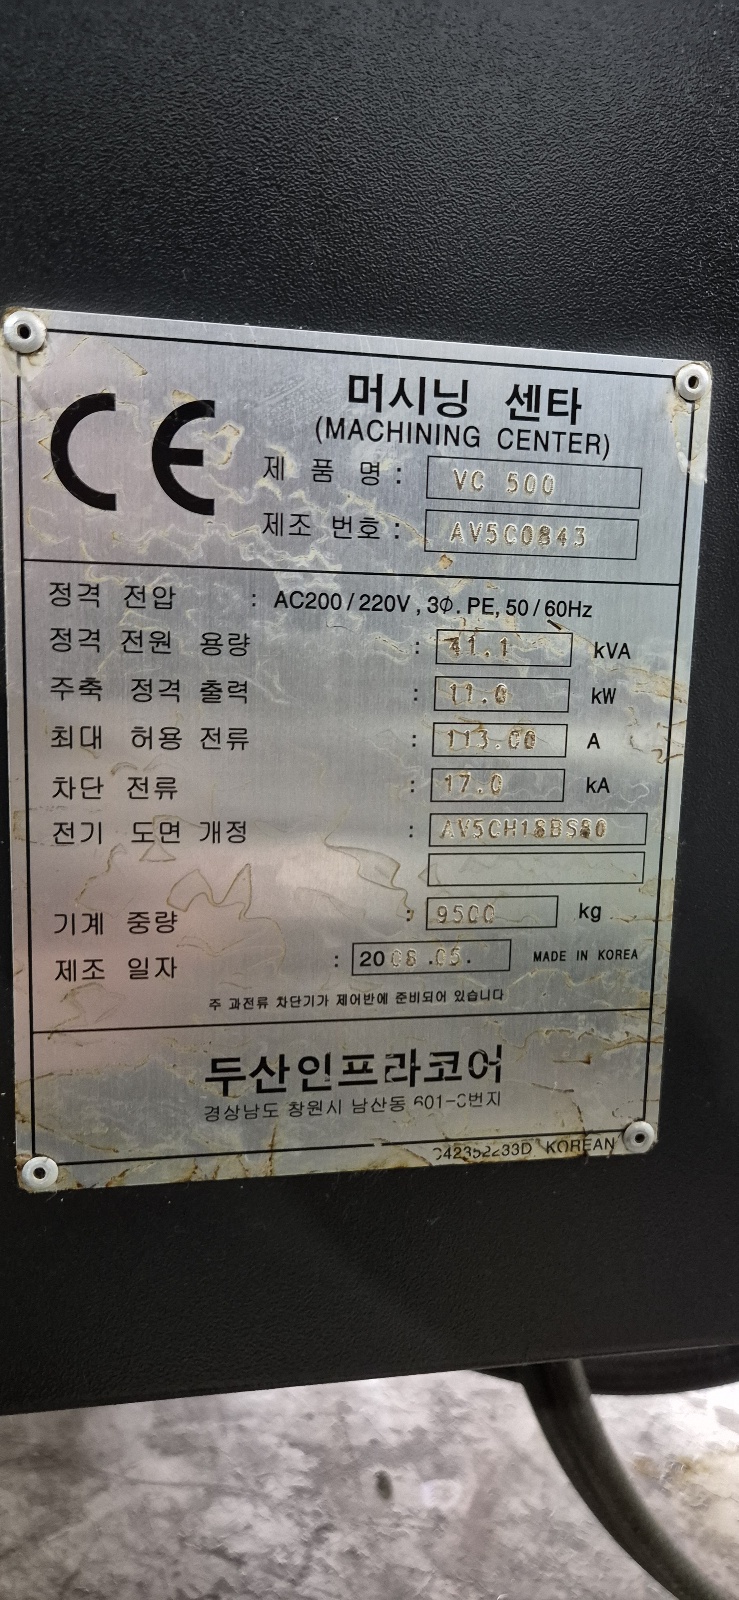 CE
머시닝 센타
(MACHINING CENTER)
제 품 명 : VC 500
제조 번호 : AV5C0843
정격 전압 : AC200/220V, 3Φ. PE, 50/60Hz
정격 전원 용량 : 41.1 kVA
주축 정격 출력 : 11.0 kW
최대 허용 전류 : 113.00 A
차단 전류 : 17.0 kA
전기 도면 개정 :
기계 중량 : 9500 kg
제조 일자 : 2008.05. MADE IN KOREA
주 과전류 차단기가 제어반에 준비되어 있습니다
두산인프라코어
경상남도 창원시 남산동
KOREAN